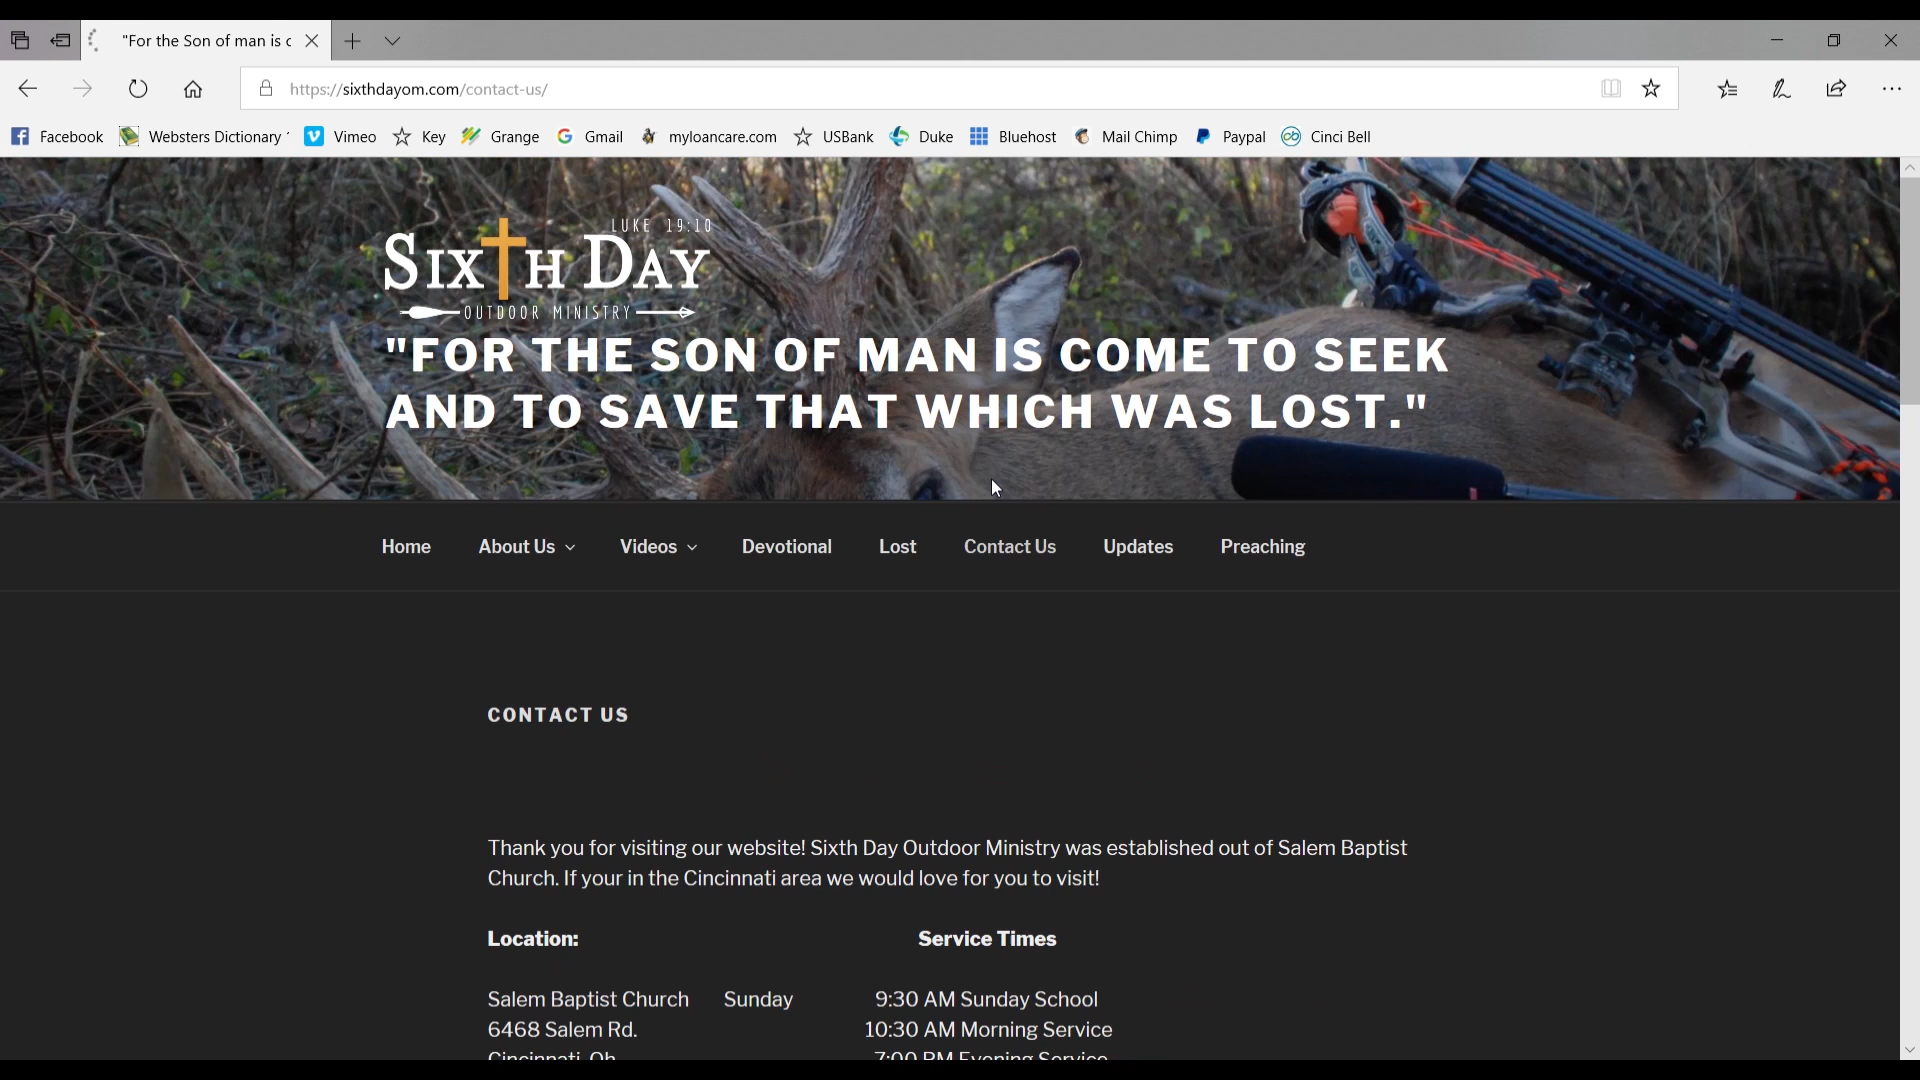 "For the Son of man is c
https://sixthdayom.com/contact-us/
Facebook Websters Dictionary Vimeo Key Grange Gmail myloancare.com USBank Duke Bluehost Mail Chimp Paypal Cinci Bell
LUKE 19:10
SIXTH DAY
OUTDOOR MINISTRY
"FOR THE SON OF MAN IS COME TO SEEK
AND TO SAVE THAT WHICH WAS LOST."
Home About Us Videos Devotional Lost Contact Us Updates Preaching
CONTACT US
Thank you for visiting our website! Sixth Day Outdoor Ministry was established out of Salem Baptist
Church. If your in the Cincinnati area we would love for you to visit!
Location: Service Times
Salem Baptist Church Sunday 9:30 AM Sunday School
6468 Salem Rd. 10:30 AM Morning Service
Cincinnati, Oh 7:00 PM Evening Service